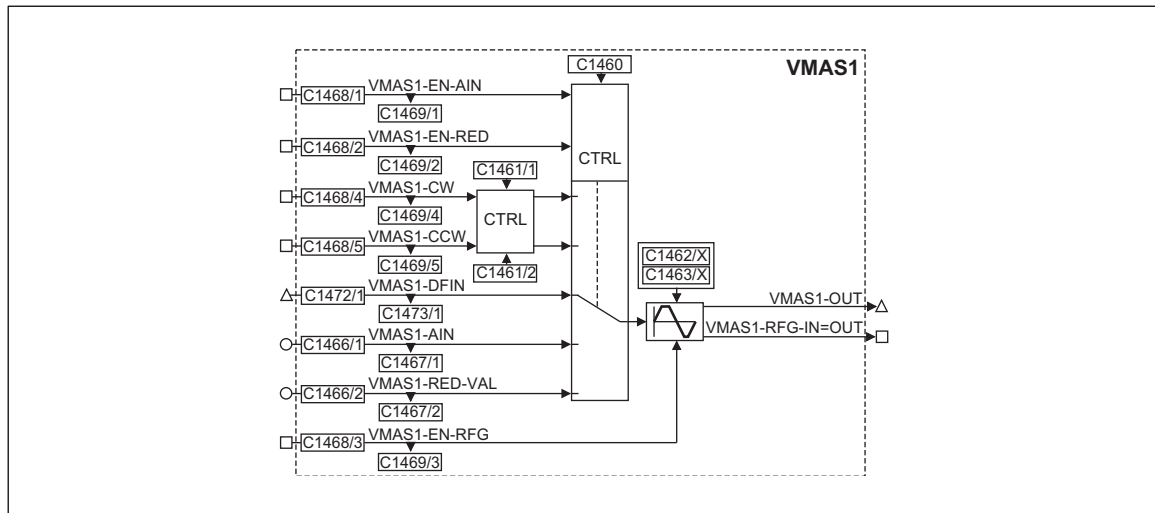 C1460
VMAS1
C1468/1
VMAS1-EN-AIN
C1469/1
C1468/2
VMAS1-EN-RED
C1469/2
CTRL
C1461/1
C1468/4
VMAS1-CW
C1469/4
CTRL
C1468/5
VMAS1-CCW
C1469/5
C1461/2
C1462/X
C1463/X
C1472/1
VMAS1-DFIN
C1473/1
VMAS1-OUT
VMAS1-RFG-IN=OUT
C1466/1
VMAS1-AIN
C1467/1
C1466/2
VMAS1-RED-VAL
C1467/2
C1468/3
VMAS1-EN-RFG
C1469/3